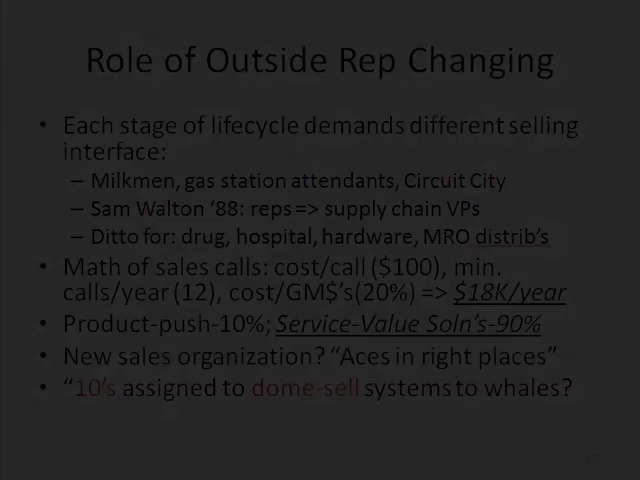 Role of Outside Rep Changing
• Each stage of lifecycle demands different selling
interface:
– Milkmen, gas station attendants, Circuit City
– Sam Walton ‘88: reps => supply chain VPs
– Ditto for: drug, hospital, hardware, MRO distrib’s
• Math of sales calls: cost/call ($100), min.
calls/year (12), cost/GM$’s(20%) => $18K/year
• Product-push-10%; Service-Value Soln’s-90%
• New sales organization? “Aces in right places”
• “10’s assigned to dome-sell systems to whales?